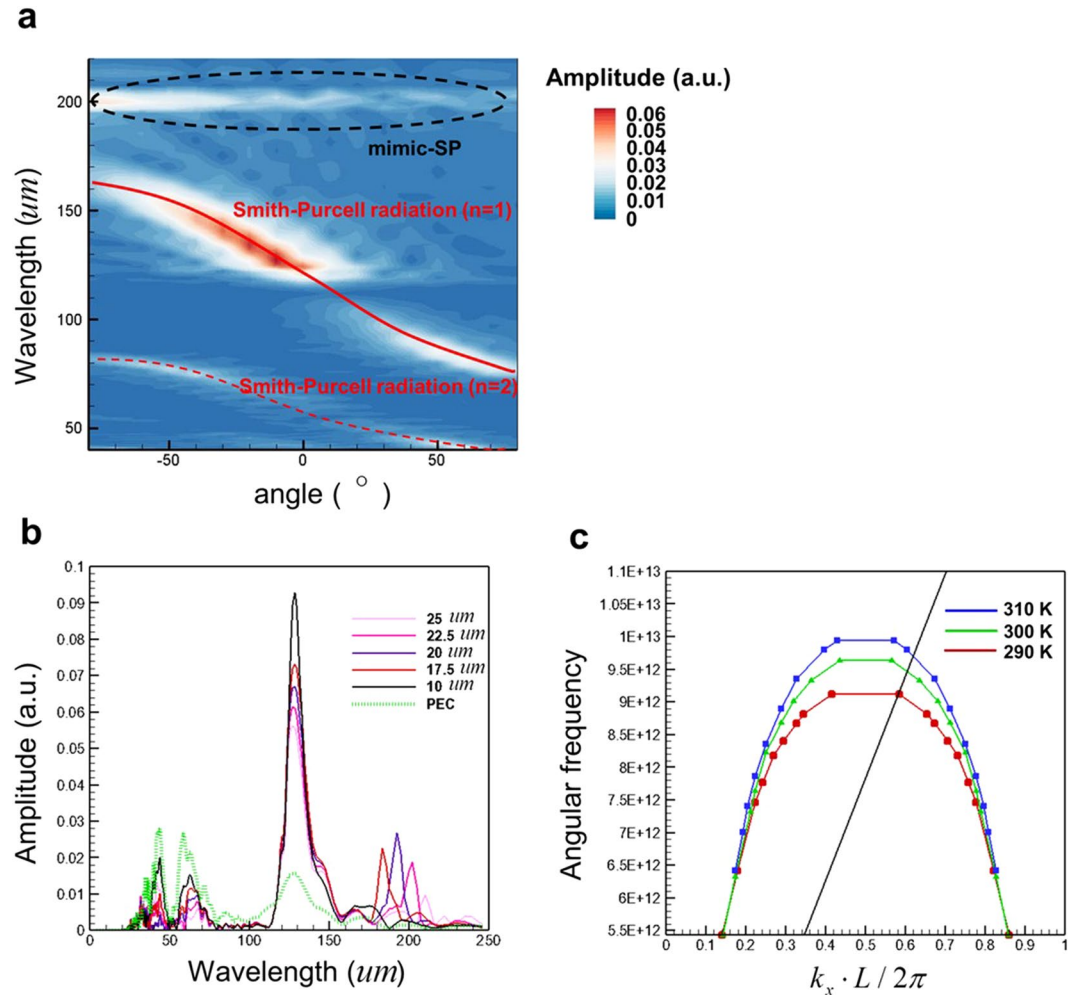 a
Amplitude (a.u.)
0.06
0.05
0.04
0.03
0.02
0.01
0
Wavelength (um)
200
150
100
50
mimic-SP
Smith-Purcell radiation (n=1)
Smith-Purcell radiation (n=2)
-50 0 50
angle ( ° )
b
Amplitude (a.u.)
0.1
0.09
0.08
0.07
0.06
0.05
0.04
0.03
0.02
0.01
0
25 um
22.5 um
20 um
17.5 um
10 um
PEC
0 50 100 150 200 250
Wavelength (um)
c
Angular frequency
1.1E+13
1.05E+13
1E+13
9.5E+12
9E+12
8.5E+12
8E+12
7.5E+12
7E+12
6.5E+12
6E+12
5.5E+12
310 K
300 K
290 K
0 0.1 0.2 0.3 0.4 0.5 0.6 0.7 0.8 0.9 1
kₓ · L / 2π